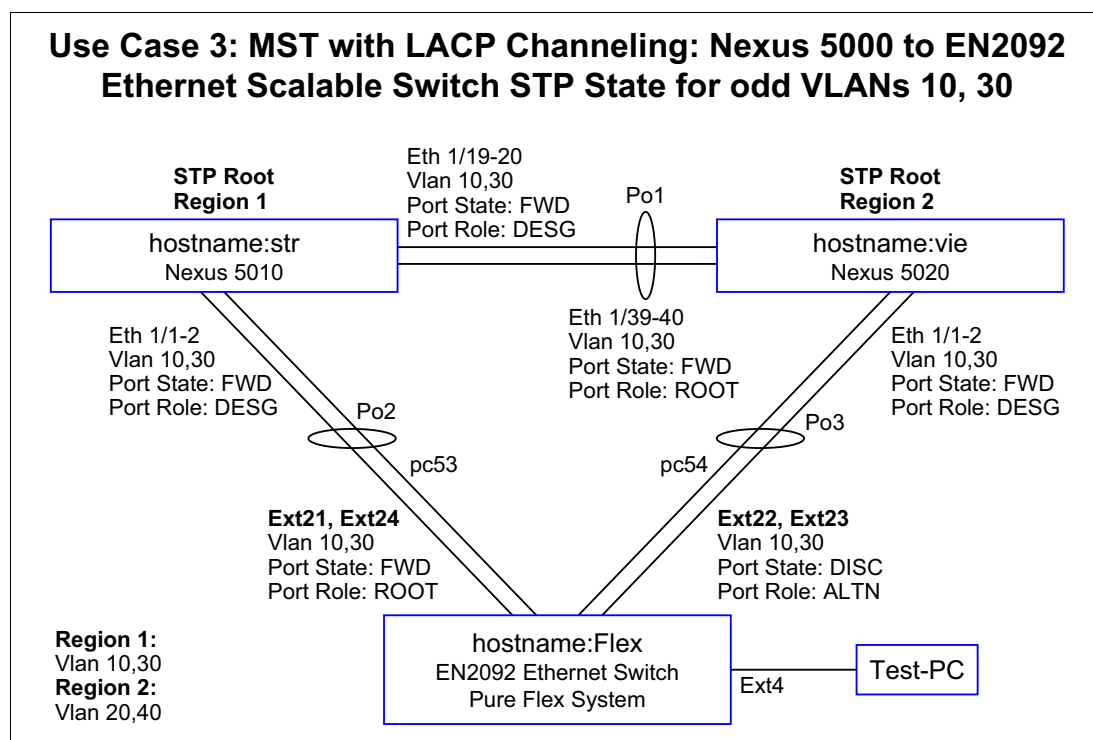 Use Case 3: MST with LACP Channeling: Nexus 5000 to EN2092
Ethernet Scalable Switch STP State for odd VLANs 10, 30
STP Root
Region 1
hostname:str
Nexus 5010
Eth 1/19-20
Vlan 10,30
Port State: FWD
Port Role: DESG
Po1
STP Root
Region 2
hostname:vie
Nexus 5020
Eth 1/39-40
Vlan 10,30
Port State: FWD
Port Role: ROOT
Eth 1/1-2
Vlan 10,30
Port State: FWD
Port Role: DESG
Po2
pc53
Eth 1/1-2
Vlan 10,30
Port State: FWD
Port Role: DESG
Po3
pc54
Ext21, Ext24
Vlan 10,30
Port State: FWD
Port Role: ROOT
Ext22, Ext23
Vlan 10,30
Port State: DISC
Port Role: ALTN
Region 1:
Vlan 10,30
Region 2:
Vlan 20,40
hostname:Flex
EN2092 Ethernet Switch
Pure Flex System
Ext4
Test-PC